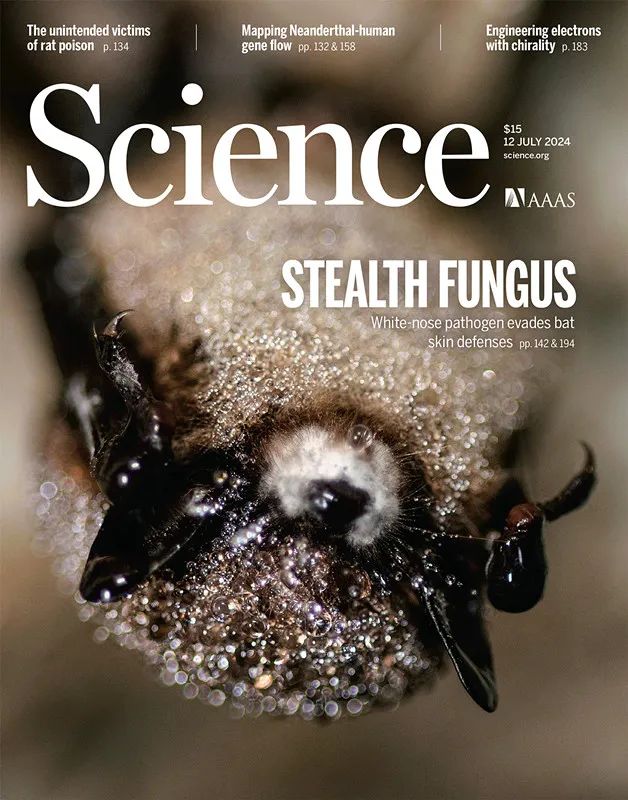 The unintended victims
of rat poison p. 134
Mapping Neanderthal-human
gene flow pp. 132 & 158
Engineering electrons
with chirality p. 183
Science
$15
12 JULY 2024
science.org
AAAS
STEALTH FUNGUS
White-nose pathogen evades bat
skin defenses pp. 142 & 194